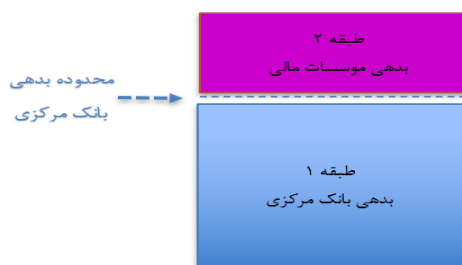 طبقه ۲
بدهی موسسات مالی
محدوده بدهی
بانک مرکزی
طبقه ۱
بدهی بانک مرکزی